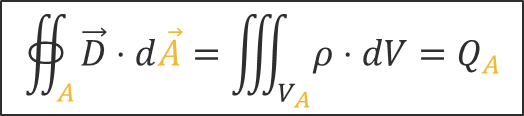 ∯_A D⃗ · dA⃗ = ∭_{V_A} ρ · dV = Q_A